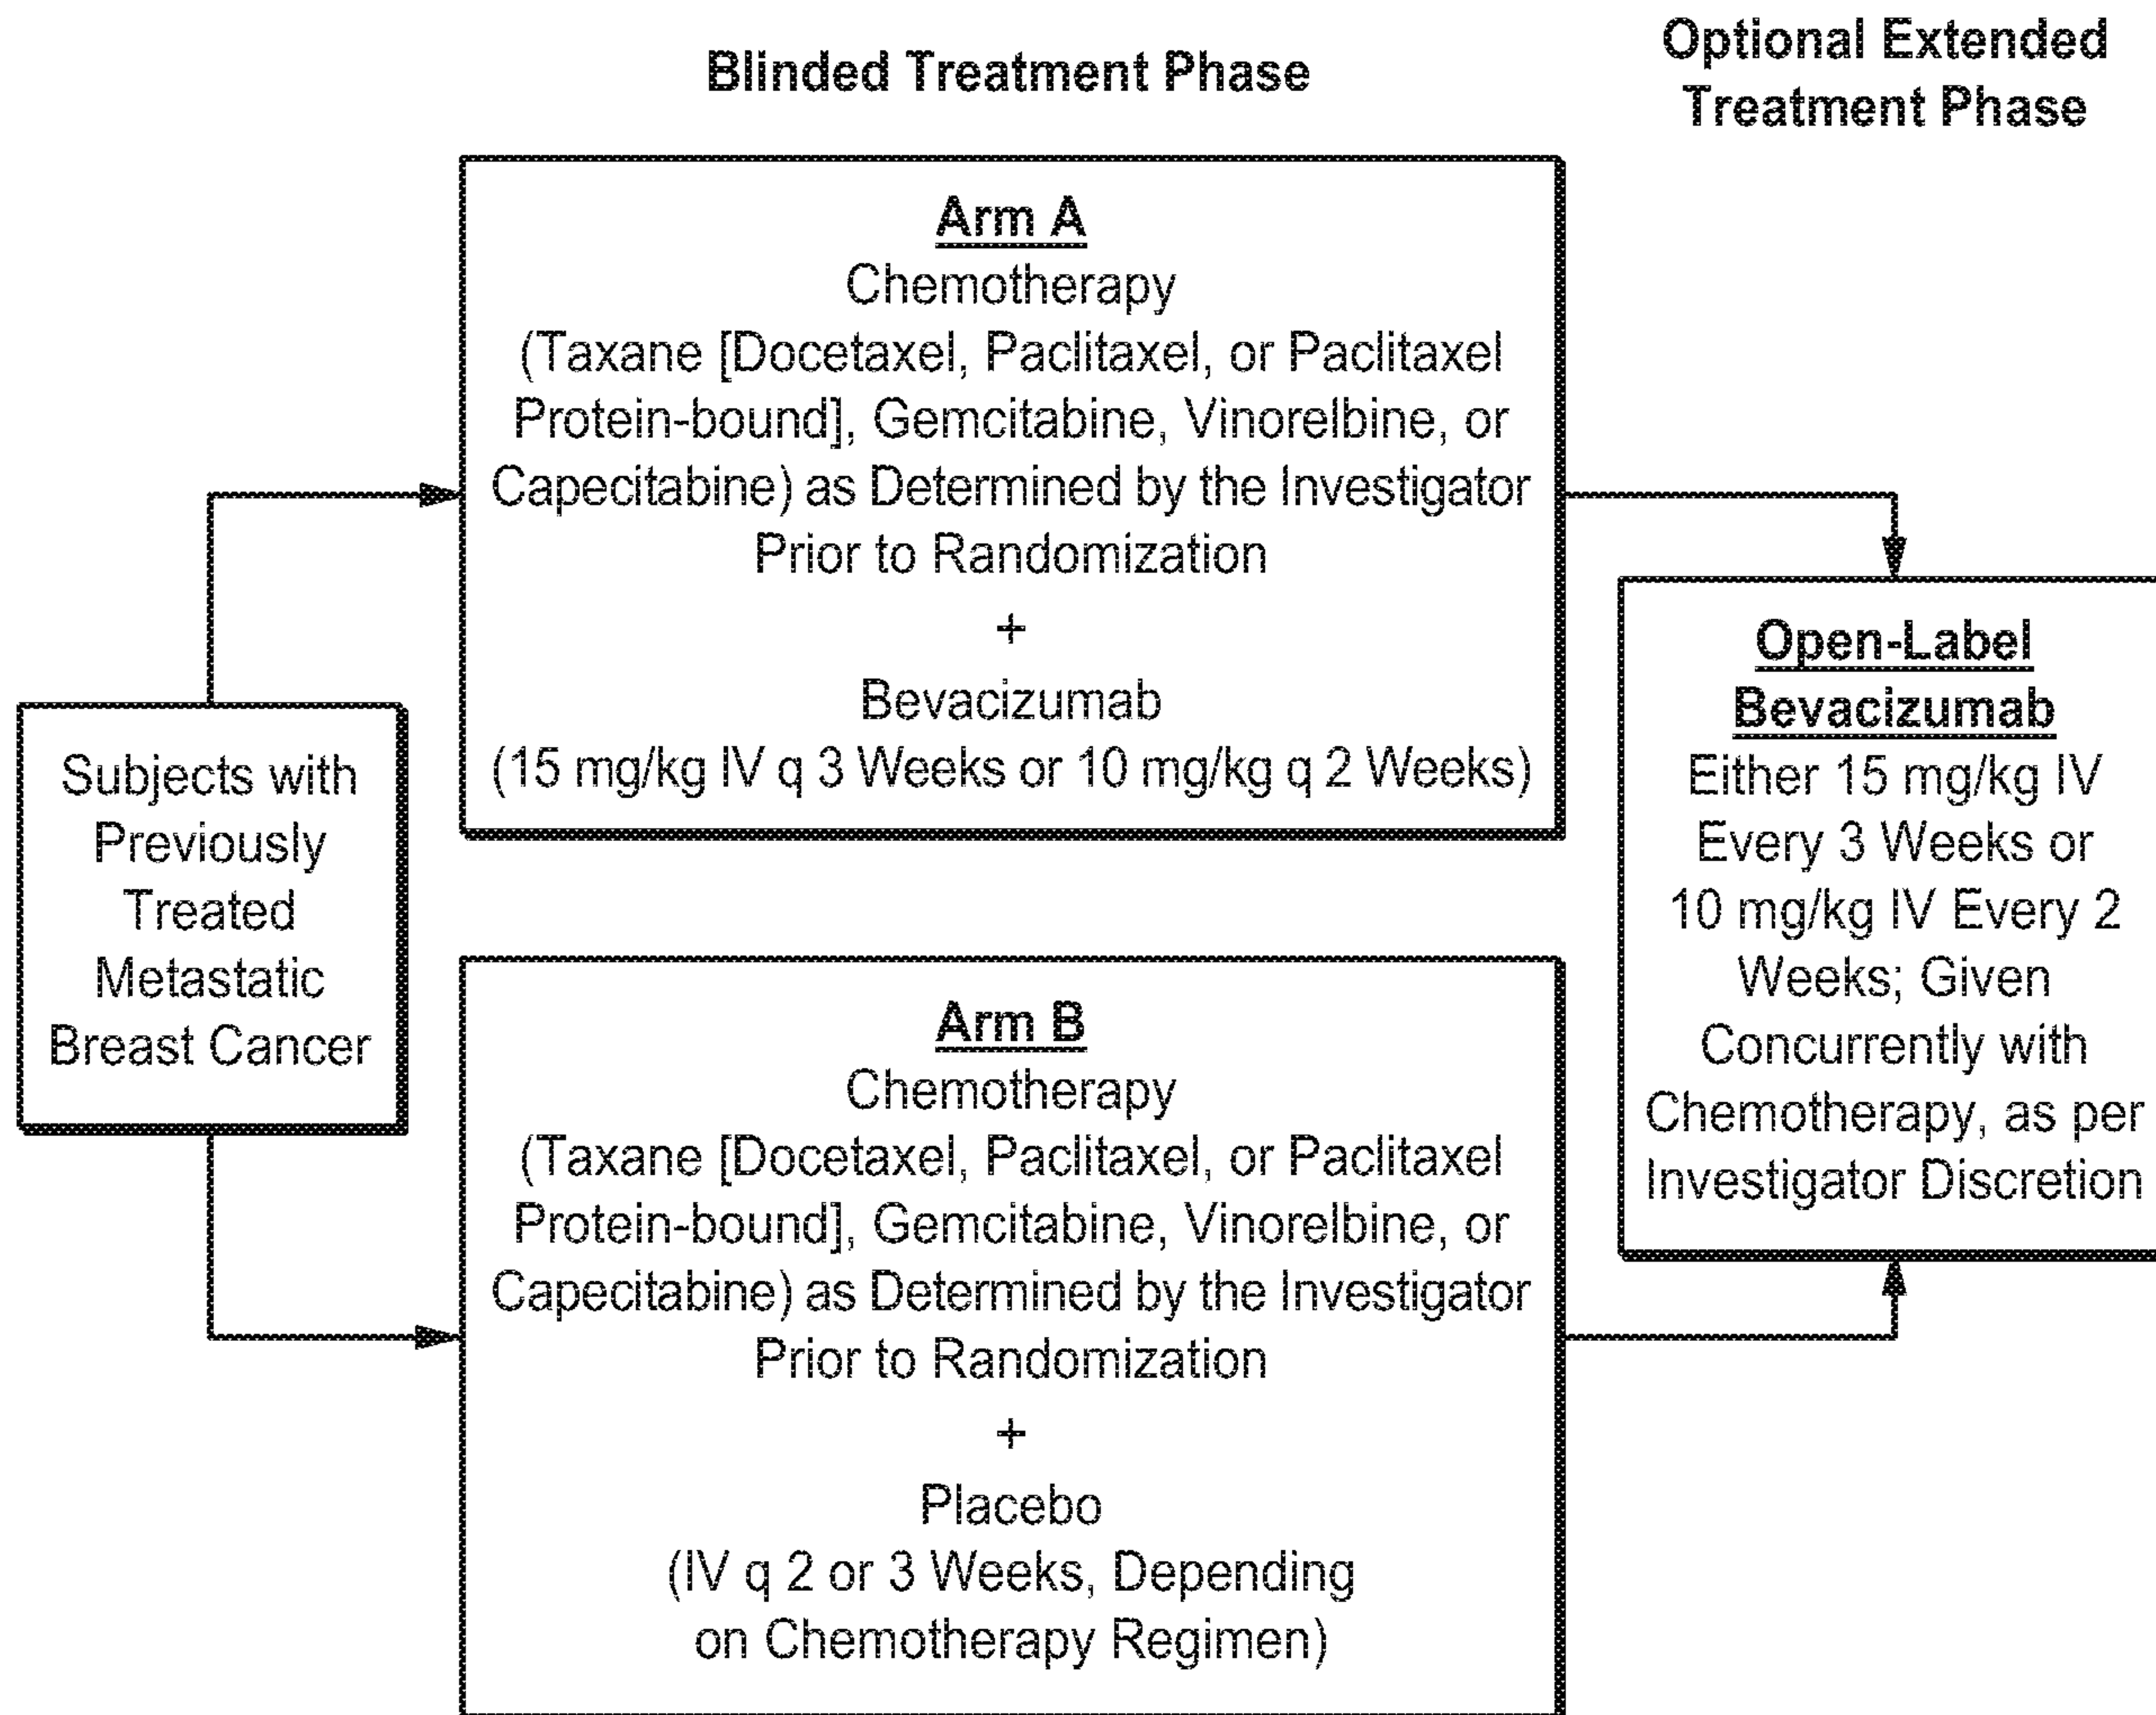 Blinded Treatment Phase
Optional Extended
Treatment Phase
Subjects with
Previously
Treated
Metastatic
Breast Cancer
Arm A
Chemotherapy
(Taxane [Docetaxel, Paclitaxel, or Paclitaxel
Protein-bound], Gemcitabine, Vinorelbine, or
Capecitabine) as Determined by the Investigator
Prior to Randomization
+
Bevacizumab
(15 mg/kg IV q 3 Weeks or 10 mg/kg q 2 Weeks)
Arm B
Chemotherapy
(Taxane [Docetaxel, Paclitaxel, or Paclitaxel
Protein-bound], Gemcitabine, Vinorelbine, or
Capecitabine) as Determined by the Investigator
Prior to Randomization
+
Placebo
(IV q 2 or 3 Weeks, Depending
on Chemotherapy Regimen)
Open-Label
Bevacizumab
Either 15 mg/kg IV
Every 3 Weeks or
10 mg/kg IV Every 2
Weeks; Given
Concurrently with
Chemotherapy, as per
Investigator Discretion